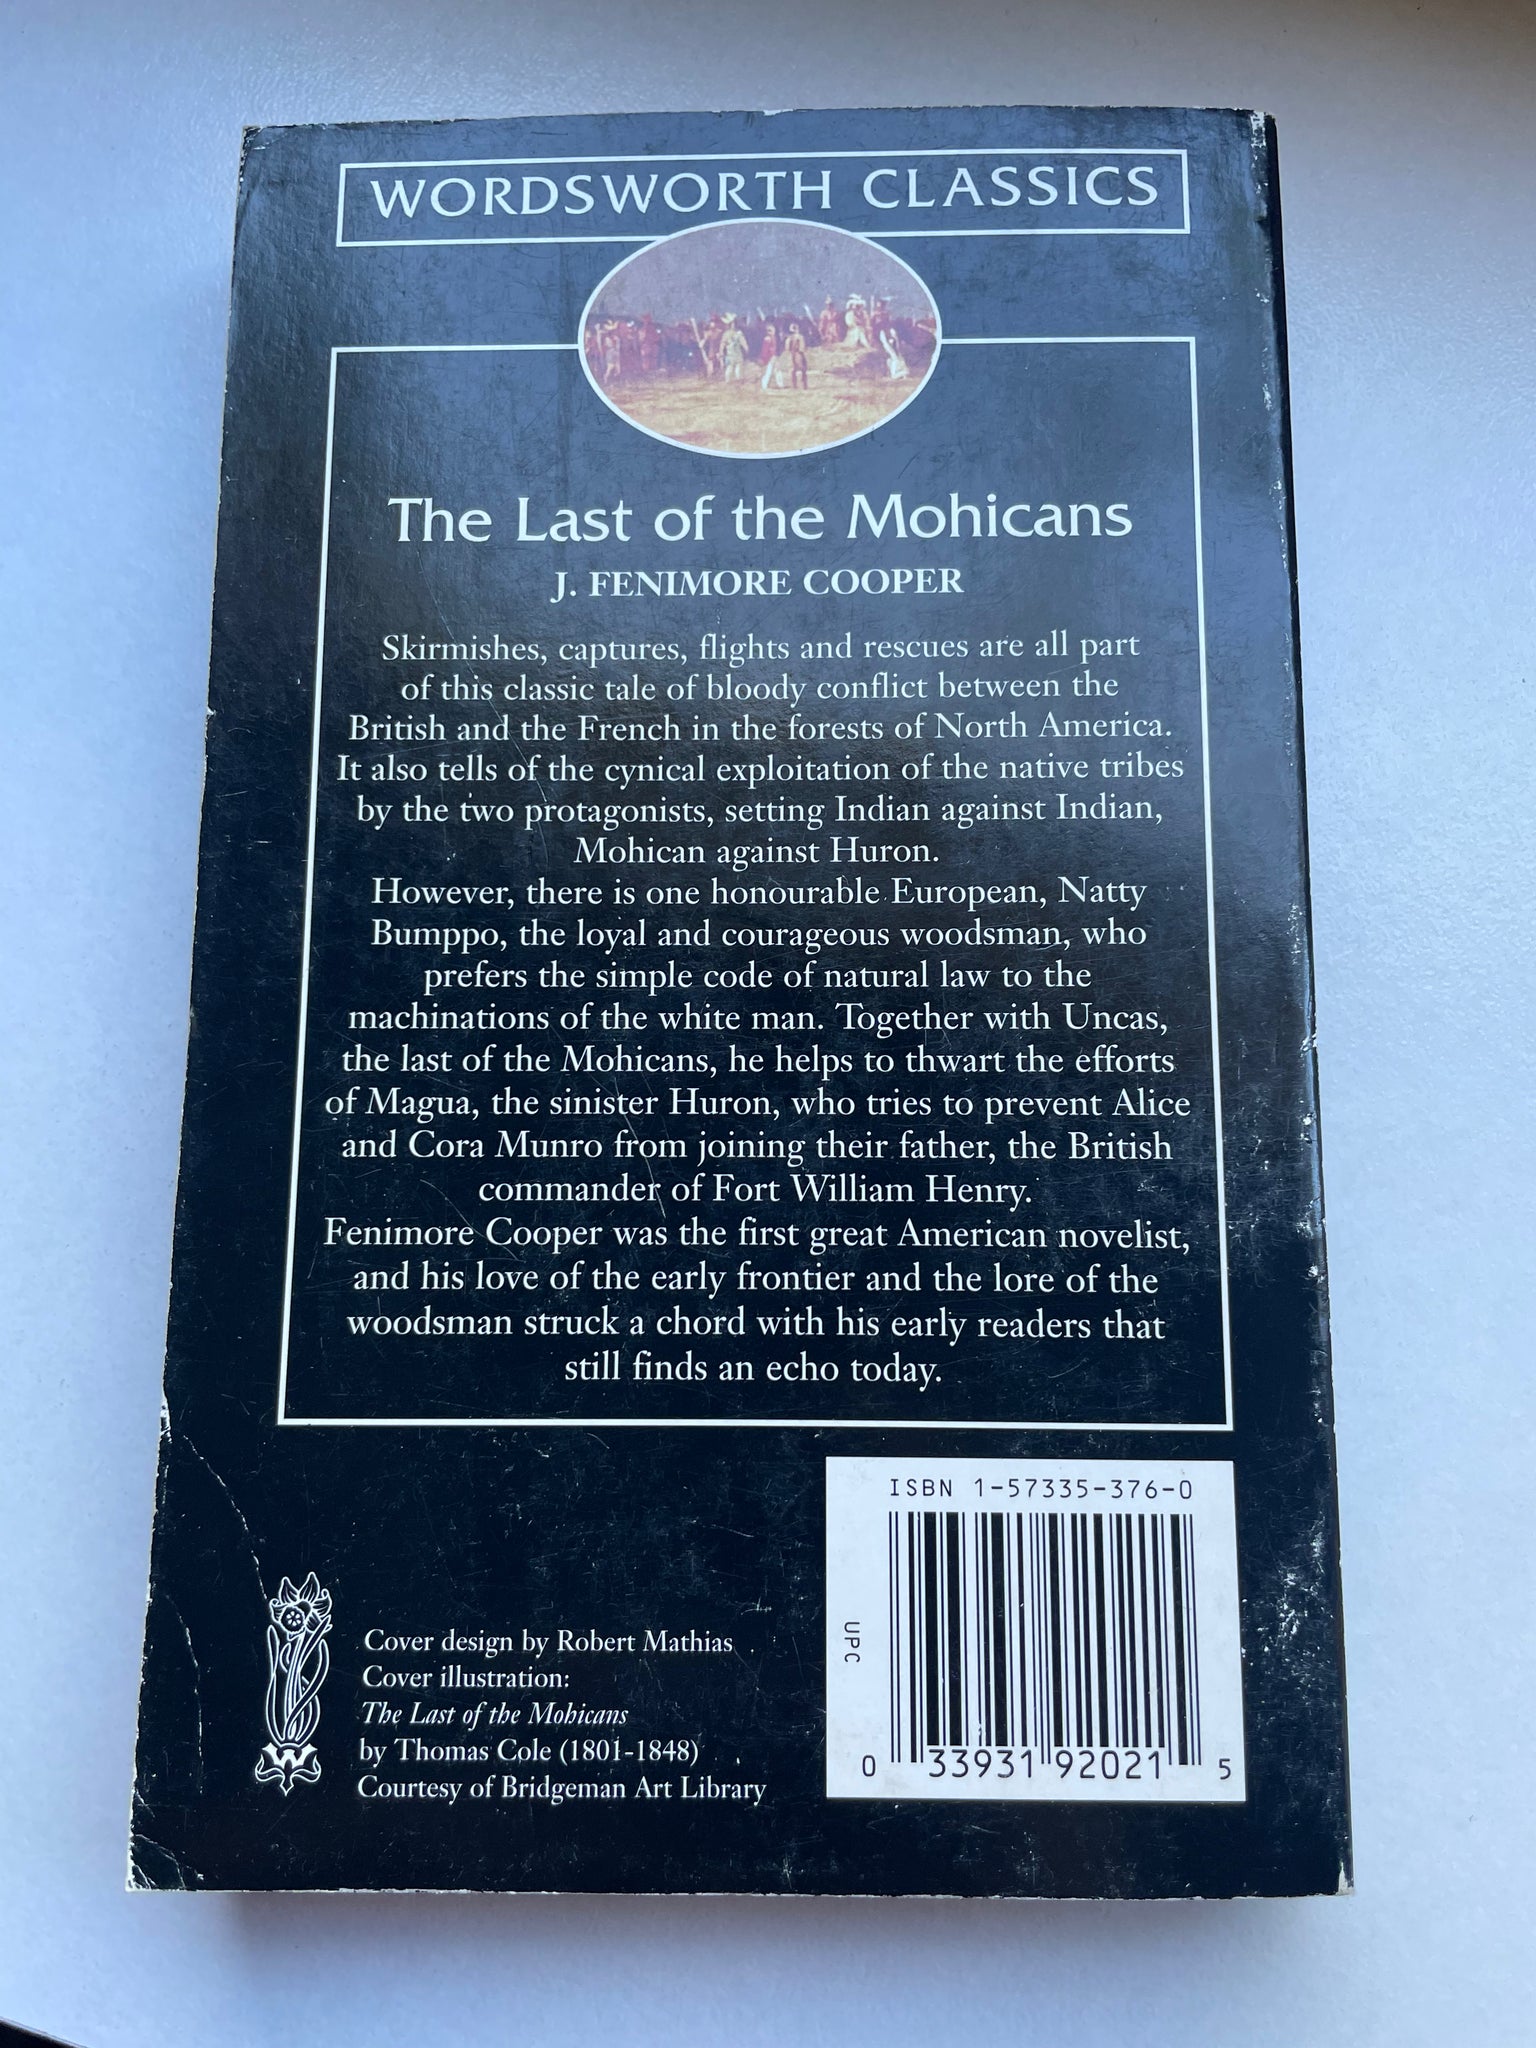 WORDSWORTH CLASSICS
The Last of the Mohicans
J. FENIMORE COOPER
Skirmishes, captures, flights and rescues are all part
of this classic tale of bloody conflict between the
British and the French in the forests of North America.
It also tells of the cynical exploitation of the native tribes
by the two protagonists, setting Indian against Indian,
Mohican against Huron.
However, there is one honourable European, Natty
Bumppo, the loyal and courageous woodsman, who
prefers the simple code of natural law to the
machinations of the white man. Together with Uncas,
the last of the Mohicans, he helps to thwart the efforts
of Magua, the sinister Huron, who tries to prevent Alice
and Cora Munro from joining their father, the British
commander of Fort William Henry.
Fenimore Cooper was the first great American novelist,
and his love of the early frontier and the lore of the
woodsman struck a chord with his early readers that
still finds an echo today.
W
Cover design by Robert Mathias
Cover illustration:
The Last of the Mohicans
by Thomas Cole (1801-1848)
Courtesy of Bridgeman Art Library
ISBN 1-57335-376-0
UPC
0 33931 92021 5